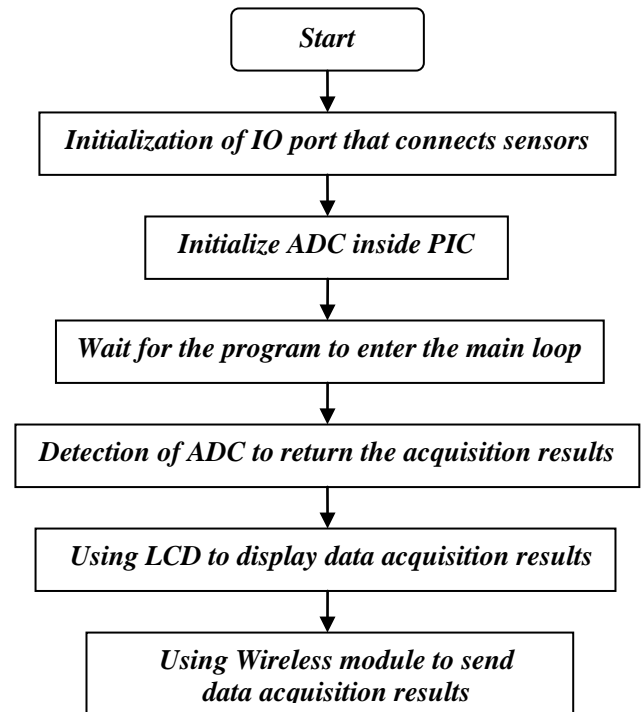 Start
Initialization of IO port that connects sensors
Initialize ADC inside PIC
Wait for the program to enter the main loop
Detection of ADC to return the acquisition results
Using LCD to display data acquisition results
Using Wireless module to send
data acquisition results